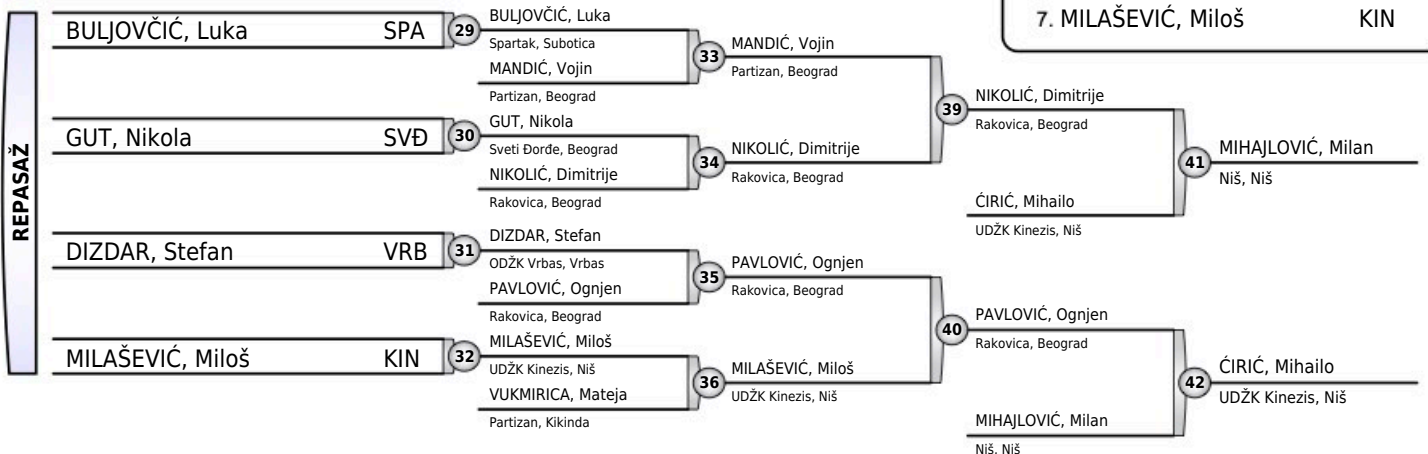 7. MILAŠEVIĆ, Miloš KIN
REPASAŽ
BULJOVČIĆ, Luka SPA
29
BULJOVČIĆ, Luka
Spartak, Subotica
MANDIĆ, Vojin
Partizan, Beograd
33
MANDIĆ, Vojin
Partizan, Beograd
GUT, Nikola SVĐ
30
GUT, Nikola
Sveti Đorđe, Beograd
NIKOLIĆ, Dimitrije
Rakovica, Beograd
34
NIKOLIĆ, Dimitrije
Rakovica, Beograd
39
NIKOLIĆ, Dimitrije
Rakovica, Beograd
ĆIRIĆ, Mihailo
UDŽK Kinezis, Niš
41
MIHAJLOVIĆ, Milan
Niš, Niš
DIZDAR, Stefan VRB
31
DIZDAR, Stefan
ODŽK Vrbas, Vrbas
PAVLOVIĆ, Ognjen
Rakovica, Beograd
35
PAVLOVIĆ, Ognjen
Rakovica, Beograd
MILAŠEVIĆ, Miloš KIN
32
MILAŠEVIĆ, Miloš
UDŽK Kinezis, Niš
VUKMIRICA, Mateja
Partizan, Kikinda
36
MILAŠEVIĆ, Miloš
UDŽK Kinezis, Niš
40
PAVLOVIĆ, Ognjen
Rakovica, Beograd
MIHAJLOVIĆ, Milan
Niš, Niš
42
ĆIRIĆ, Mihailo
UDŽK Kinezis, Niš